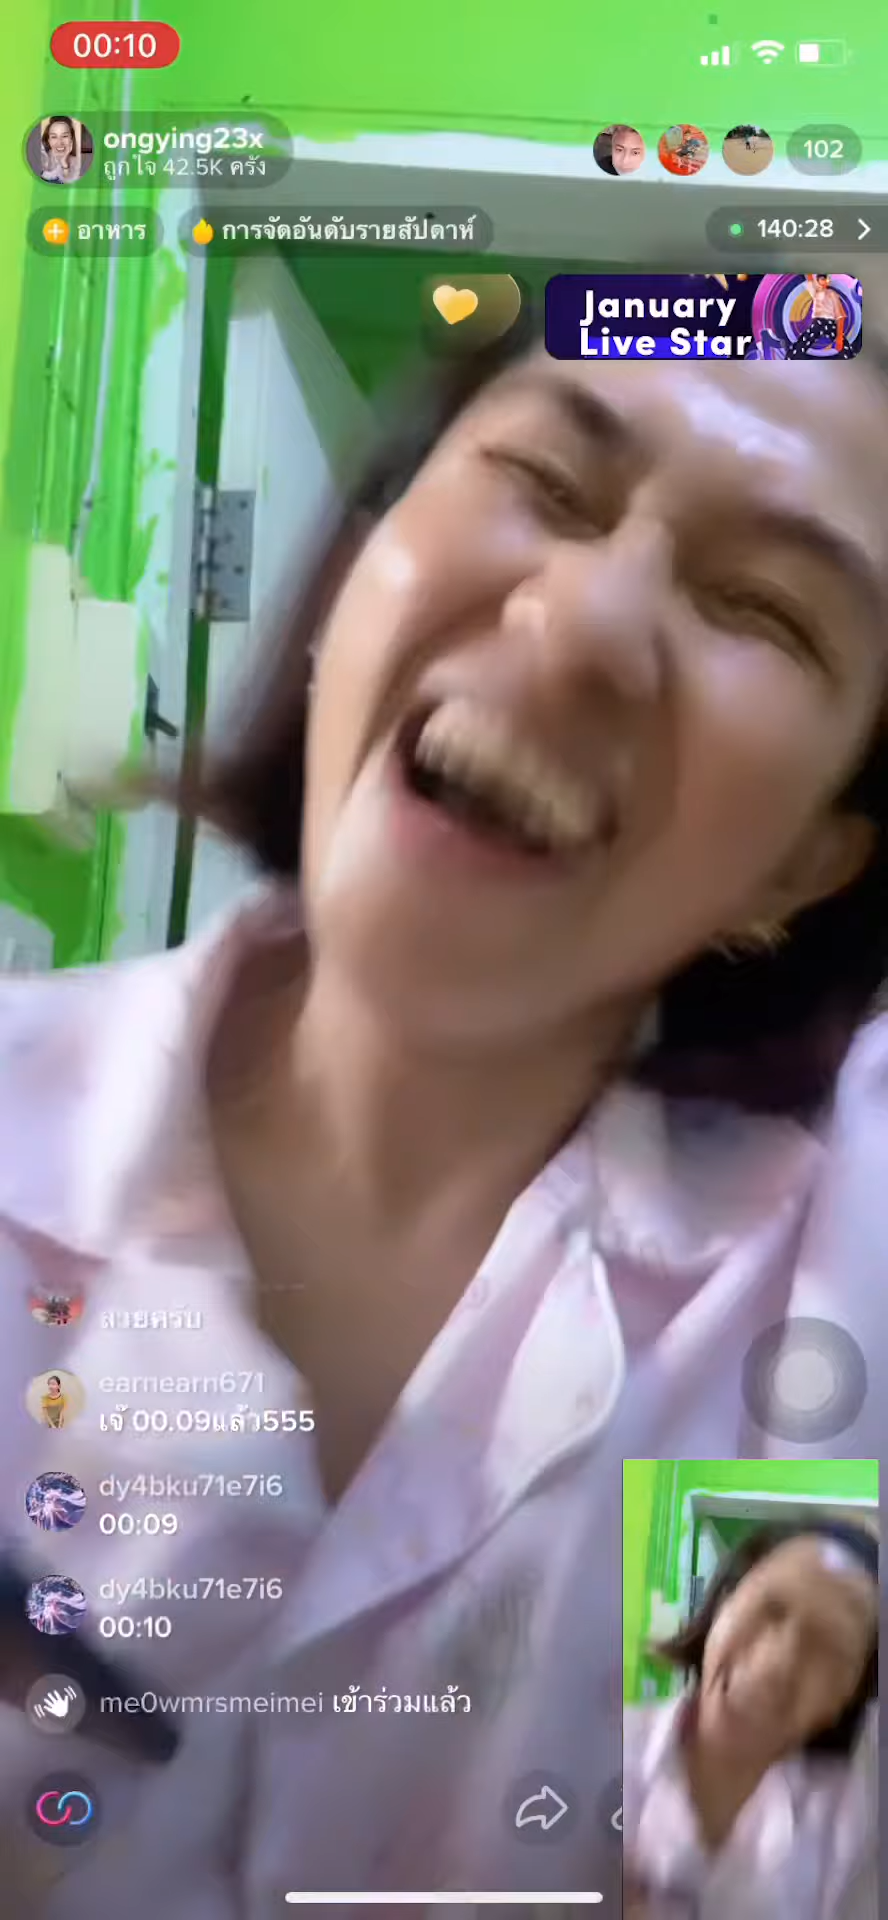 00:10
ongying23x
ถูกใจ 42.5K ครั้ง
102
อาหาร
การจัดอันดับรายสัปดาห์
140:28
January
Live Star
สวยครับ
earnearn671
เจ๊ 00.09แล้ว555
dy4bku71e7i6
00:09
dy4bku71e7i6
00:10
me0wmrsmeimei เข้าร่วมแล้ว